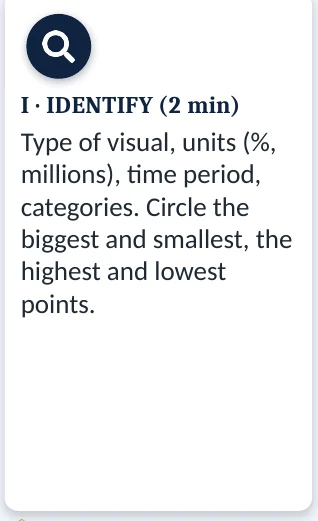 I · IDENTIFY (2 min)
Type of visual, units (%,
millions), time period,
categories. Circle the
biggest and smallest, the
highest and lowest
points.